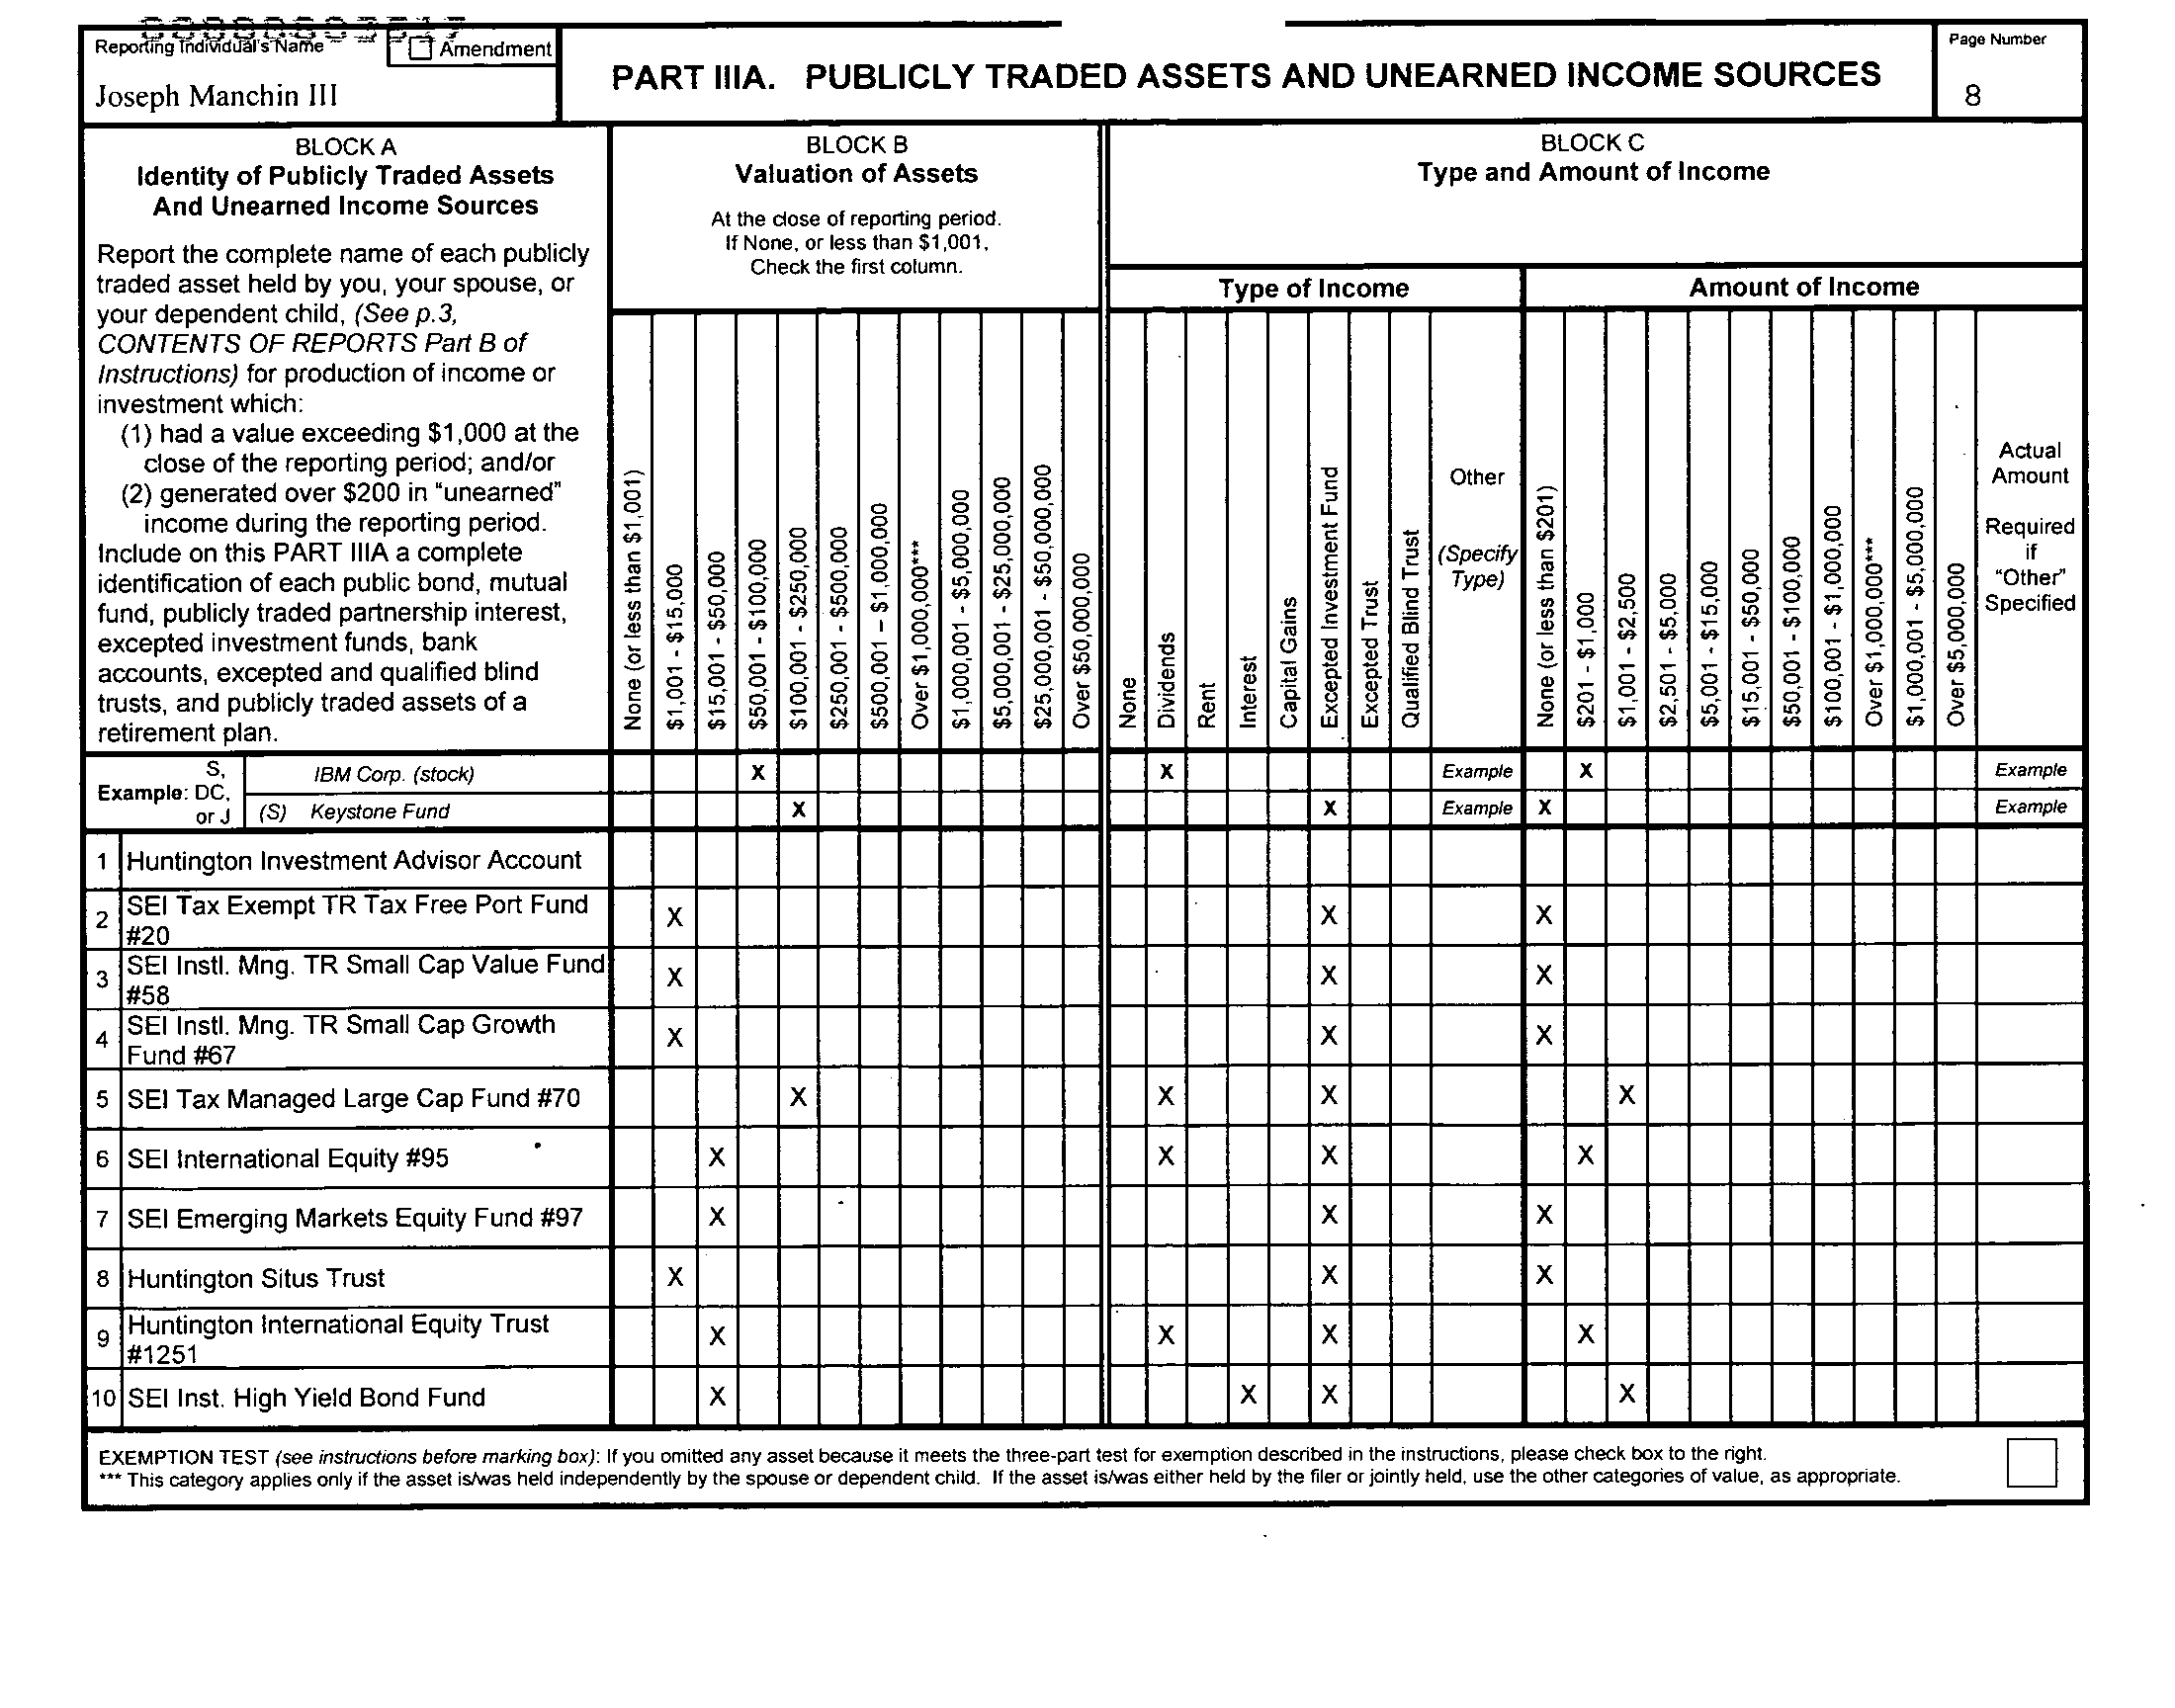 Reporting Individual's Name
☐ Amendment
Joseph Manchin III
PART IIIA. PUBLICLY TRADED ASSETS AND UNEARNED INCOME SOURCES
Page Number
8
BLOCK A
Identity of Publicly Traded Assets
And Unearned Income Sources
Report the complete name of each publicly
traded asset held by you, your spouse, or
your dependent child, (See p.3,
CONTENTS OF REPORTS Part B of
Instructions) for production of income or
investment which:
(1) had a value exceeding $1,000 at the
close of the reporting period; and/or
(2) generated over $200 in "unearned"
income during the reporting period.
Include on this PART IIIA a complete
identification of each public bond, mutual
fund, publicly traded partnership interest,
excepted investment funds, bank
accounts, excepted and qualified blind
trusts, and publicly traded assets of a
retirement plan.
BLOCK B
Valuation of Assets
At the close of reporting period.
If None, or less than $1,001,
Check the first column.
None (or less than $1,001)
$1,001 - $15,000
$15,001 - $50,000
$50,001 - $100,000
$100,001 - $250,000
$250,001 - $500,000
$500,001 – $1,000,000
Over $1,000,000***
$1,000,001 - $5,000,000
$5,000,001 - $25,000,000
$25,000,001 - $50,000,000
Over $50,000,000
BLOCK C
Type and Amount of Income
Type of Income
None
Dividends
Rent
Interest
Capital Gains
Excepted Investment Fund
Excepted Trust
Qualified Blind Trust
Other
(Specify
Type)
Amount of Income
None (or less than $201)
$201 - $1,000
$1,001 - $2,500
$2,501 - $5,000
$5,001 - $15,000
$15,001 - $50,000
$50,001 - $100,000
$100,001 - $1,000,000
Over $1,000,000***
$1,000,001 - $5,000,000
Over $5,000,000
Actual
Amount
Required
if
"Other"
Specified
Example: S, DC, or J
IBM Corp. (stock) X X Example X Example
(S) Keystone Fund X X Example X Example
1 Huntington Investment Advisor Account
2 SEI Tax Exempt TR Tax Free Port Fund
#20 X X X
3 SEI Instl. Mng. TR Small Cap Value Fund
#58 X X X
4 SEI Instl. Mng. TR Small Cap Growth
Fund #67 X X X
5 SEI Tax Managed Large Cap Fund #70 X X X X
6 SEI International Equity #95 X X X X
7 SEI Emerging Markets Equity Fund #97 X X X
8 Huntington Situs Trust X X X
9 Huntington International Equity Trust
#1251 X X X X
10 SEI Inst. High Yield Bond Fund X X X X
EXEMPTION TEST (see instructions before marking box): If you omitted any asset because it meets the three-part test for exemption described in the instructions, please check box to the right.
*** This category applies only if the asset is/was held independently by the spouse or dependent child. If the asset is/was either held by the filer or jointly held, use the other categories of value, as appropriate.